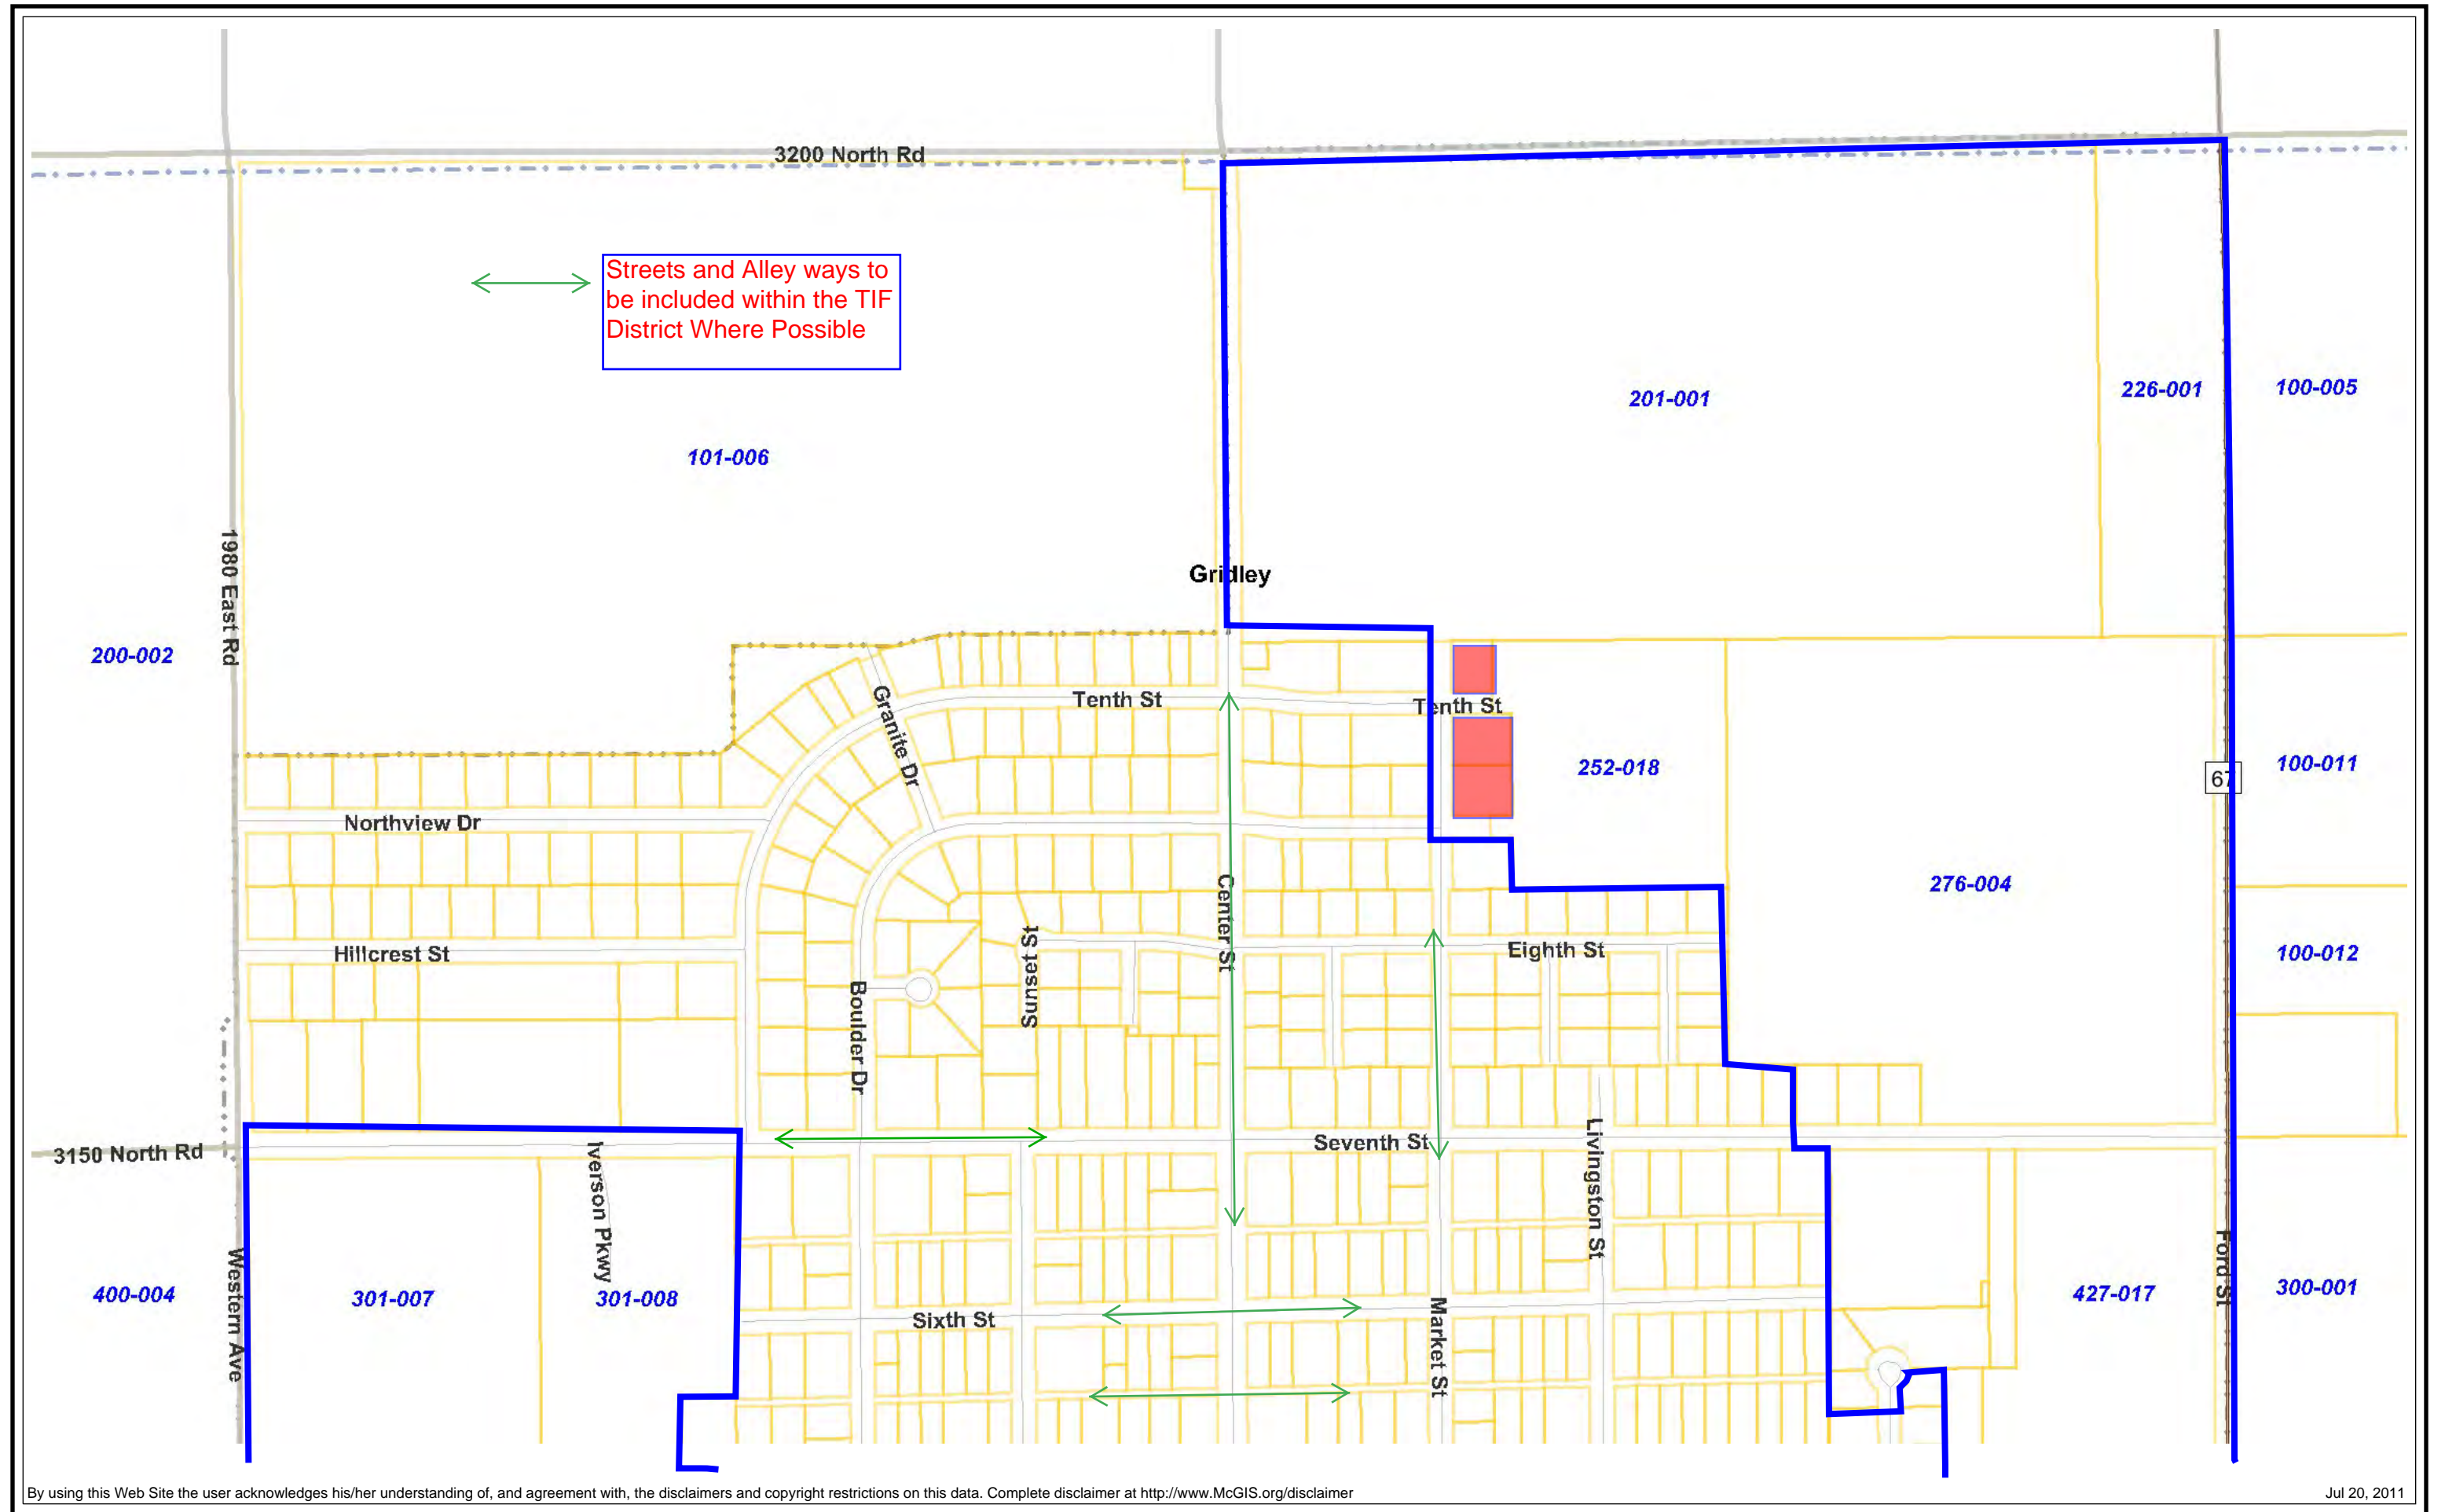 3200 North Rd
Streets and Alley ways to
be included within the TIF
District Where Possible
226-001
100-005
201-001
101-006
1980 East Rd
Gridley
200-002
Granite Dr
Tenth St
Tenth St
252-018
67
100-011
Northview Dr
Center St
276-004
Hillcrest St
Sunset St
Eighth St
100-012
Boulder Dr
3150 North Rd
Iverson Pkwy
Seventh St
Livingston St
Western Ave
400-004
301-007
301-008
Ford St
427-017
300-001
Sixth St
Market St
By using this Web Site the user acknowledges his/her understanding of, and agreement with, the disclaimers and copyright restrictions on this data. Complete disclaimer at http://www.McGIS.org/disclaimer
Jul 20, 2011